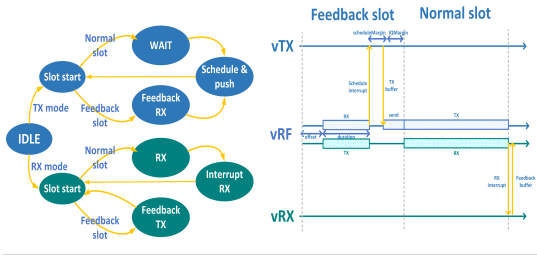 Normal
slot
WAIT
Slot start
Schedule &
push
Feedback
RX
TX mode
Feedback
slot
IDLE
RX mode
Normal
slot
RX
Slot start
Interrupt
RX
Feedback
TX
Feedback
slot
Feedback slot
Normal slot
scheduleMargin
IQMargin
vTX
Schedule
interrupt
TX
buffer
RX
send
TX
vRF
offset
duration
TX
RX
RX
interrupt
Feedback
buffer
vRX